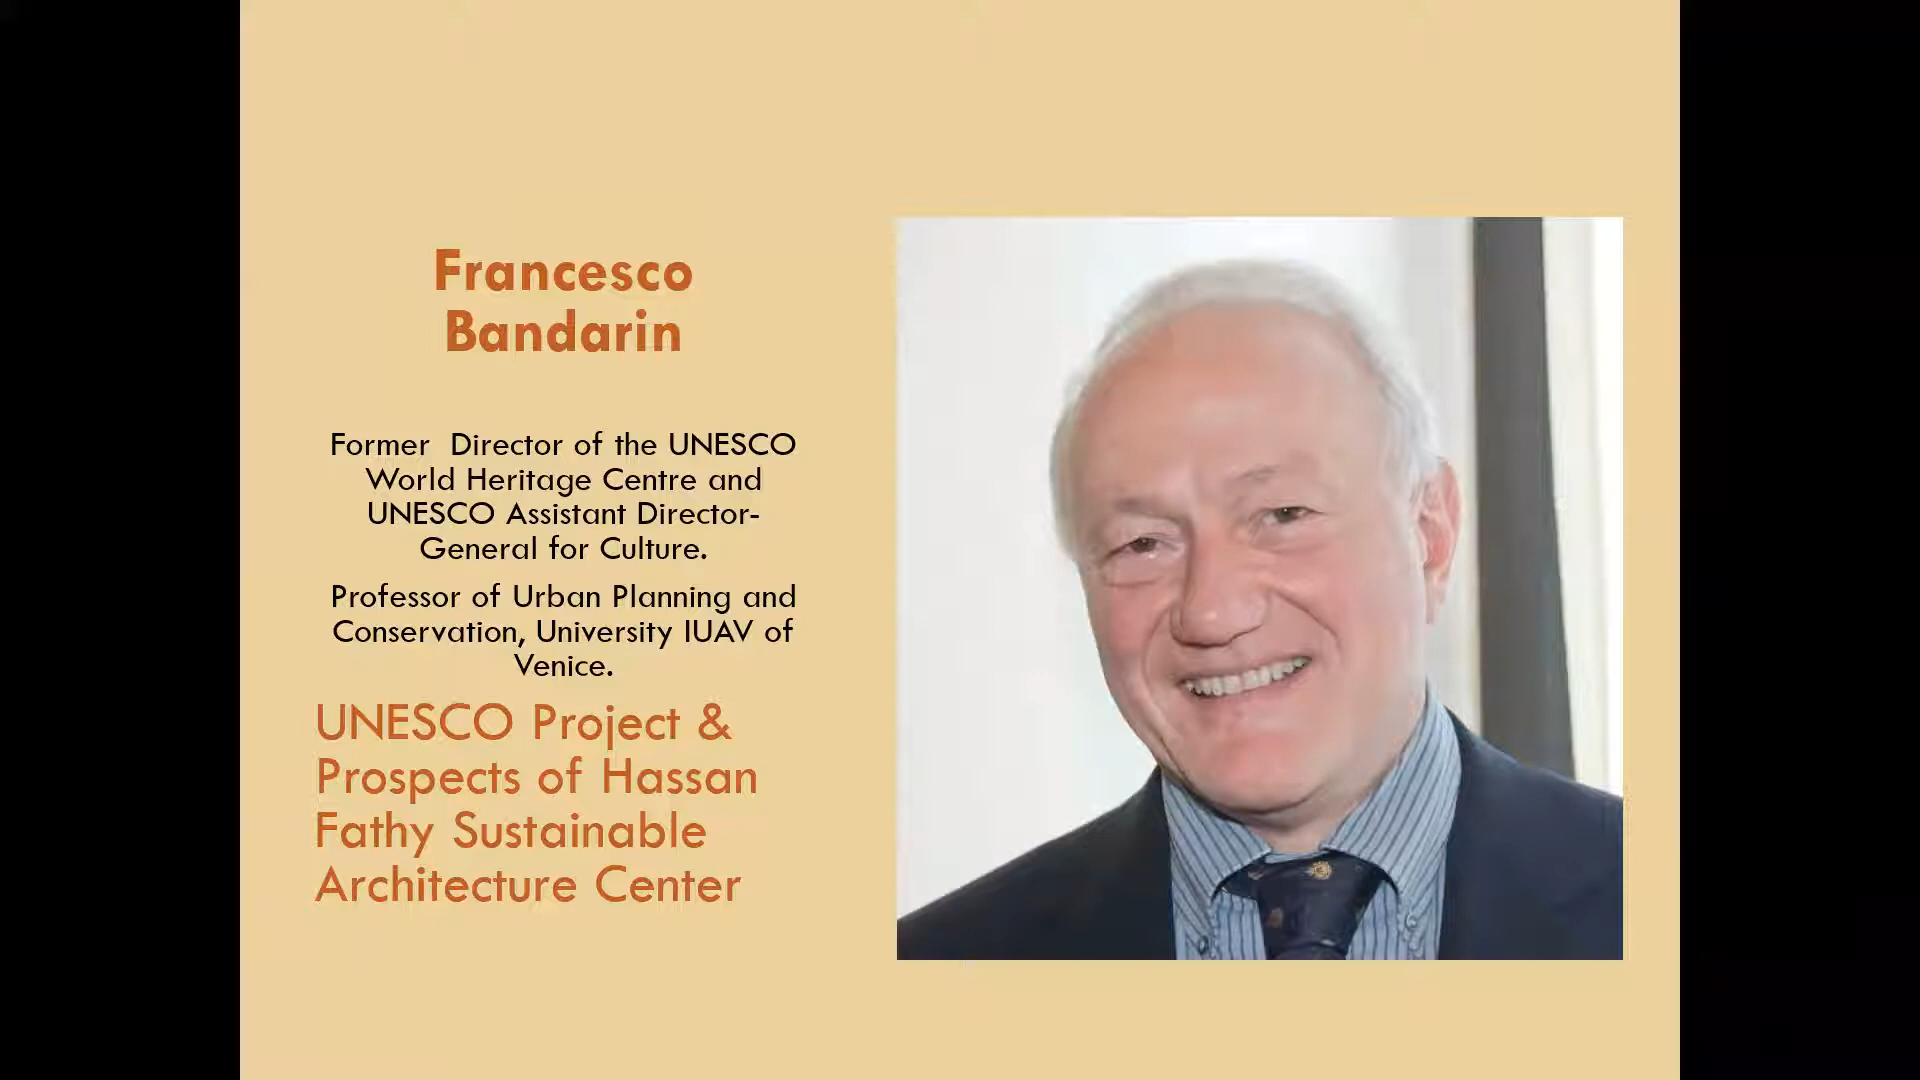 Francesco
Bandarin
Former  Director of the UNESCO
World Heritage Centre and
UNESCO Assistant Director-
General for Culture.
Professor of Urban Planning and
Conservation, University IUAV of
Venice.
UNESCO Project &
Prospects of Hassan
Fathy Sustainable
Architecture Center